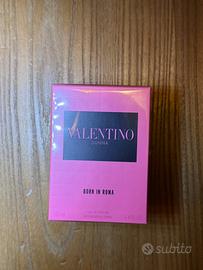 VALENTINO
DONNA
BORN IN ROMA
subito